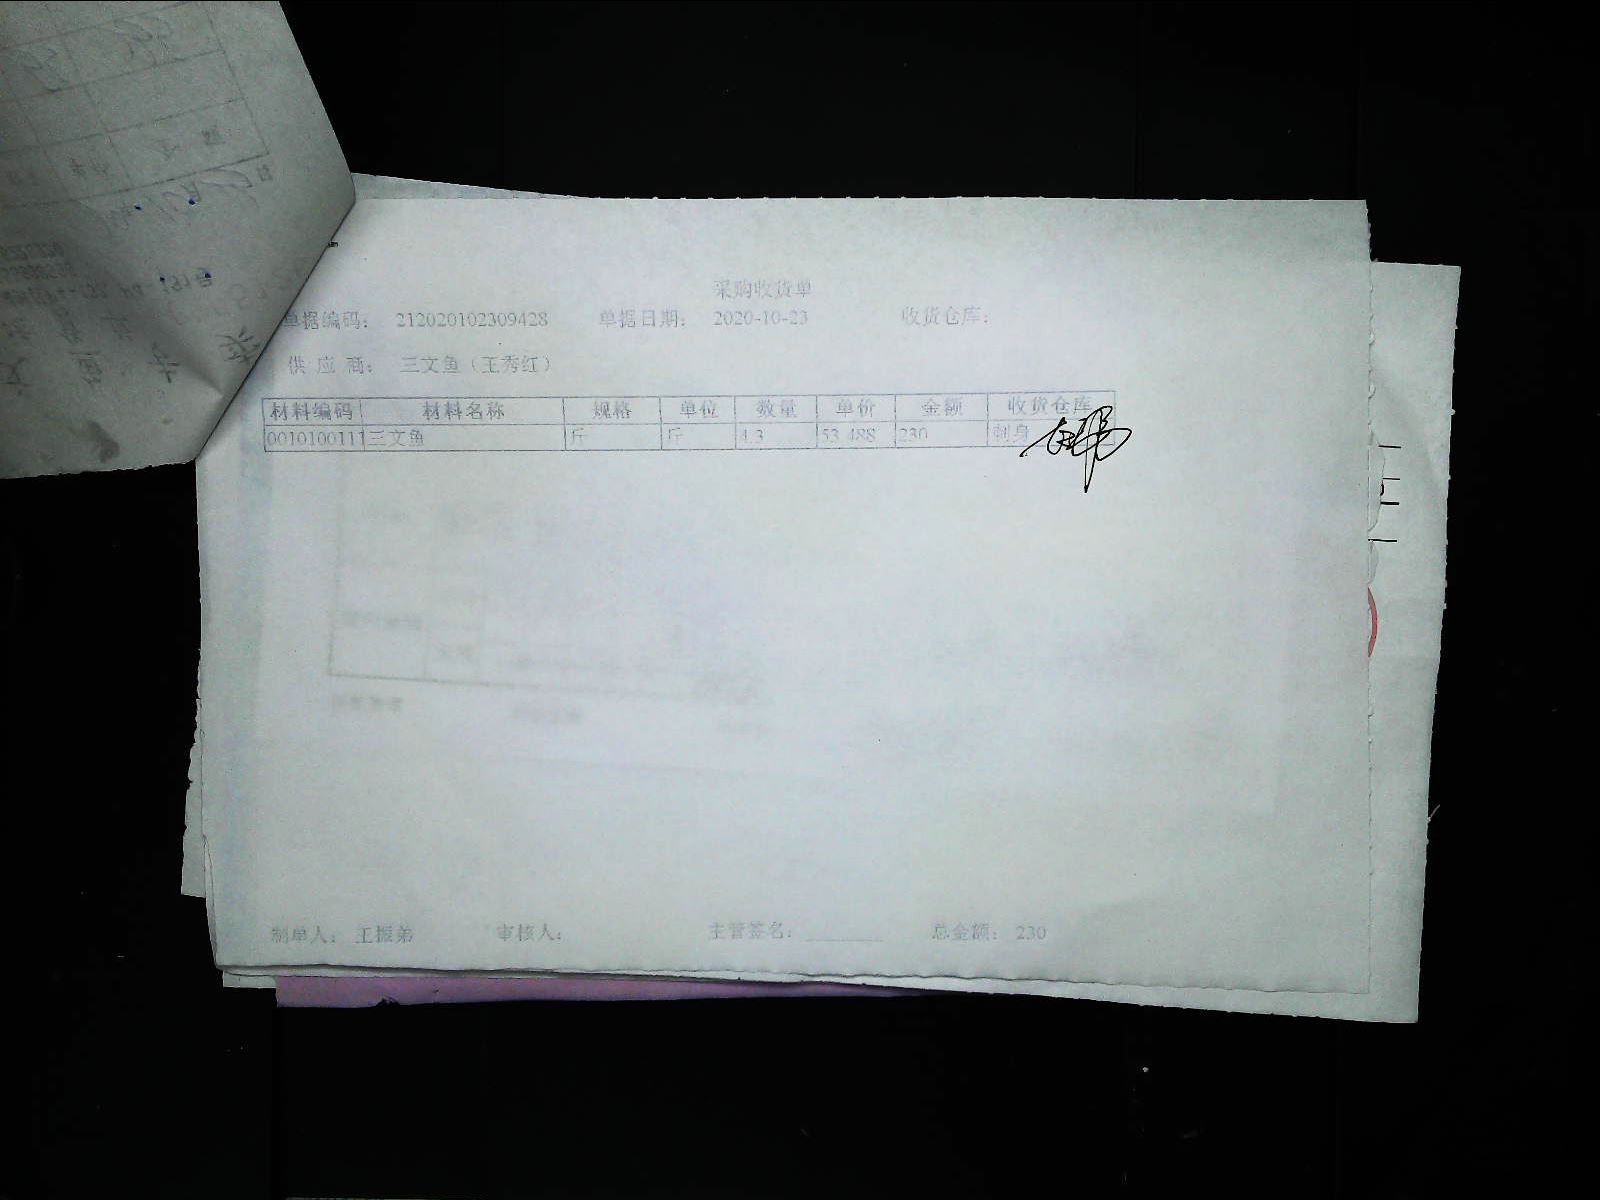 采购收货单
单据编码： 212020102309428 单据日期： 2020-10-23 收货仓库：
供 应 商： 三文鱼（王秀红）
材料编码 材料名称 规格 单位 数量 单价 金额 收货仓库
0010100111 三文鱼 斤 斤 4.3 53.488 230 刺身
制单人： 王振弟 审核人： 主管签名： ________ 总金额： 230